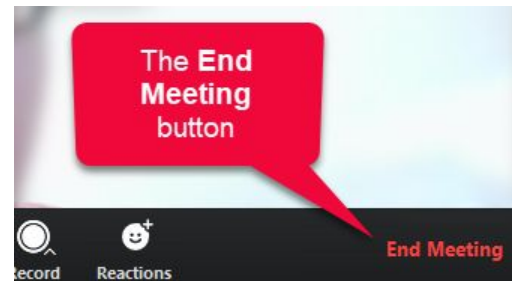 The End
Meeting
button
End Meeting
Record Reactions